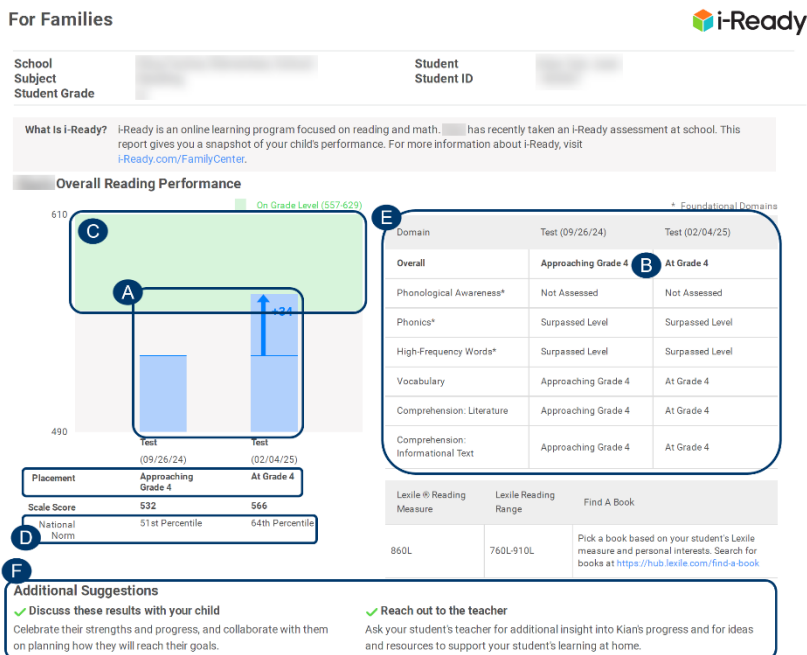 For Families
i-Ready
School
Subject
Student Grade
Student
Student ID
What Is i-Ready? i-Ready is an online learning program focused on reading and math. has recently taken an i-Ready assessment at school. This
report gives you a snapshot of your child's performance. For more information about i-Ready, visit
i-Ready.com/FamilyCenter.
Overall Reading Performance
On Grade Level (557-629)
610
C
A
+34
490
Test
(09/26/24)
Test
(02/04/25)
Placement Approaching Grade 4 At Grade 4
Scale Score 532 566
National Norm 51st Percentile 64th Percentile
D
* Foundational Domains
E
Domain Test (09/26/24) Test (02/04/25)
Overall Approaching Grade 4 B At Grade 4
Phonological Awareness* Not Assessed Not Assessed
Phonics* Surpassed Level Surpassed Level
High-Frequency Words* Surpassed Level Surpassed Level
Vocabulary Approaching Grade 4 At Grade 4
Comprehension: Literature Approaching Grade 4 At Grade 4
Comprehension:
Informational Text Approaching Grade 4 At Grade 4
Lexile ® Reading
Measure
Lexile Reading
Range
Find A Book
860L
760L-910L
Pick a book based on your student's Lexile
measure and personal interests. Search for
books at https://hub.lexile.com/find-a-book
F
Additional Suggestions
Discuss these results with your child
Celebrate their strengths and progress, and collaborate with them
on planning how they will reach their goals.
Reach out to the teacher
Ask your student's teacher for additional insight into Kian's progress and for ideas
and resources to support your student's learning at home.